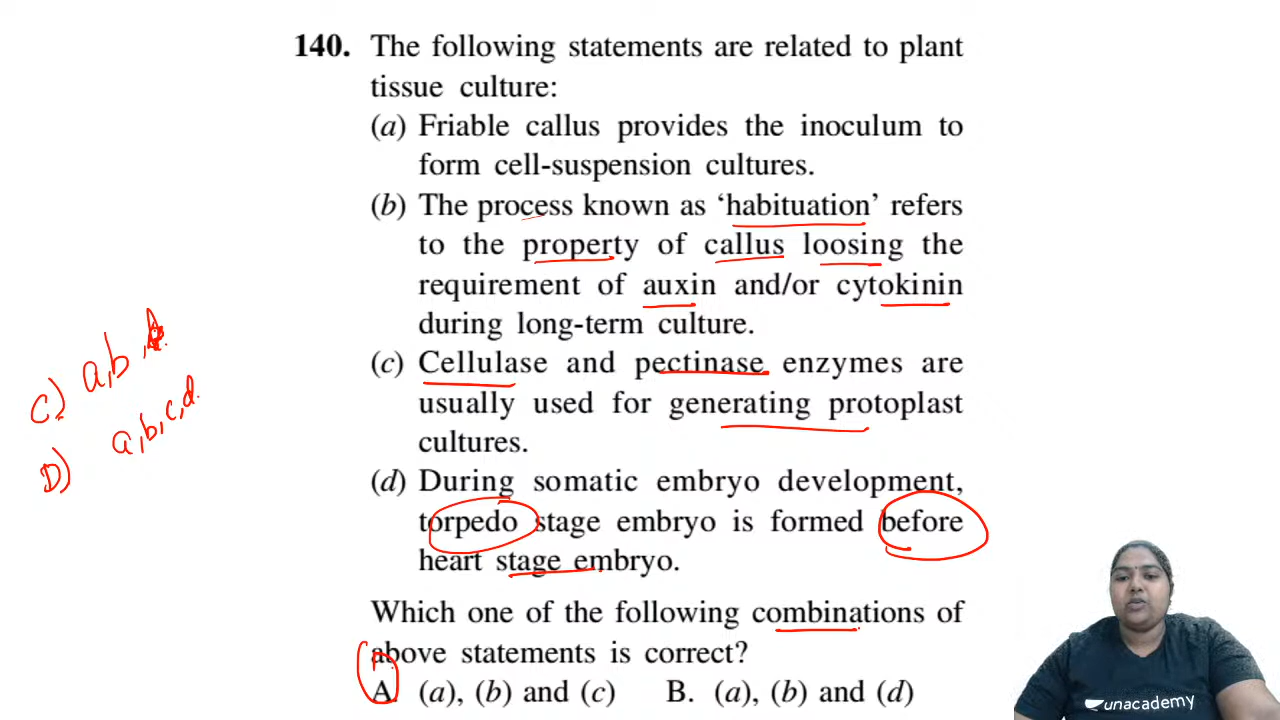 140. The following statements are related to plant
tissue culture:
(a) Friable callus provides the inoculum to
form cell-suspension cultures.
(b) The process known as ‘habituation’ refers
to the property of callus loosing the
requirement of auxin and/or cytokinin
during long-term culture.
(c) Cellulase and pectinase enzymes are
usually used for generating protoplast
cultures.
(d) During somatic embryo development,
torpedo stage embryo is formed before
heart stage embryo.
Which one of the following combinations of
above statements is correct?
A. (a), (b) and (c) B. (a), (b) and (d)
C) a, b
D) a, b, c, d.
unacademy